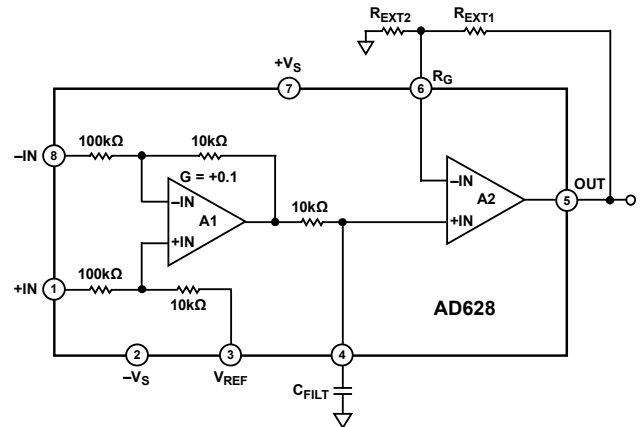 REXT2
REXT1
+VS
7
6
RG
100kΩ
10kΩ
–IN
8
G = +0.1
–IN
A1
+IN
10kΩ
–IN
A2
+IN
OUT
5
+IN
1
100kΩ
10kΩ
AD628
2
3
4
–VS
VREF
CFILT